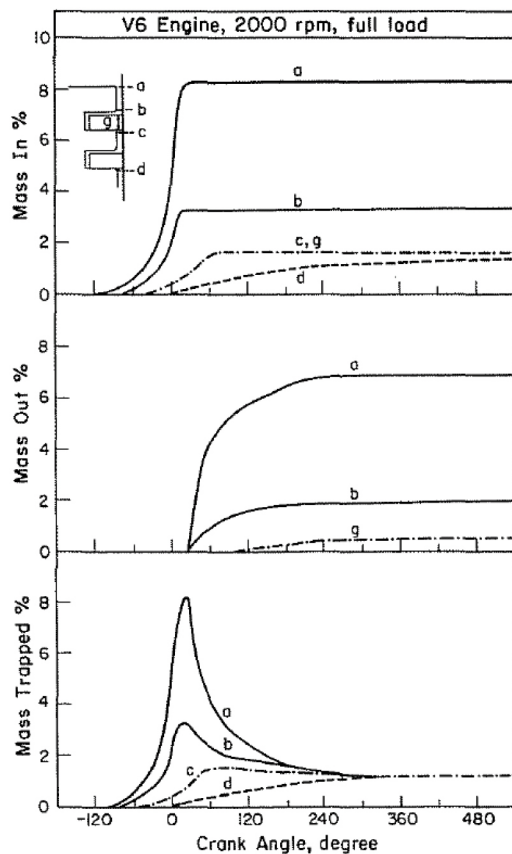 V6 Engine, 2000 rpm, full load
10
8
6
4
2
0
Mass In %
a
b
g
c
d
a
b
c,g
d
8
6
4
2
0
Mass Out %
a
b
g
8
6
4
2
0
Mass Trapped %
a
b
c
d
-120
0
120
240
360
480
Crank Angle, degree